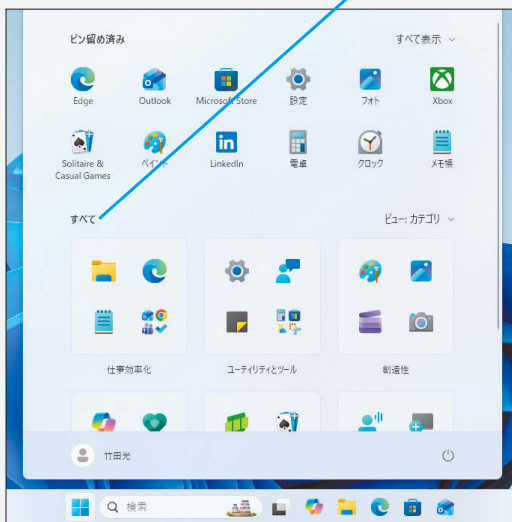 ピン留め済み
すべて表示
Edge
Outlook
Microsoft Store
設定
フォト
Xbox
Solitaire &
Casual Games
ペイント
LinkedIn
電卓
クロック
メモ帳
すべて
ビュー: カテゴリ
仕事効率化
ユーティリティとツール
創造性
竹田光
検索